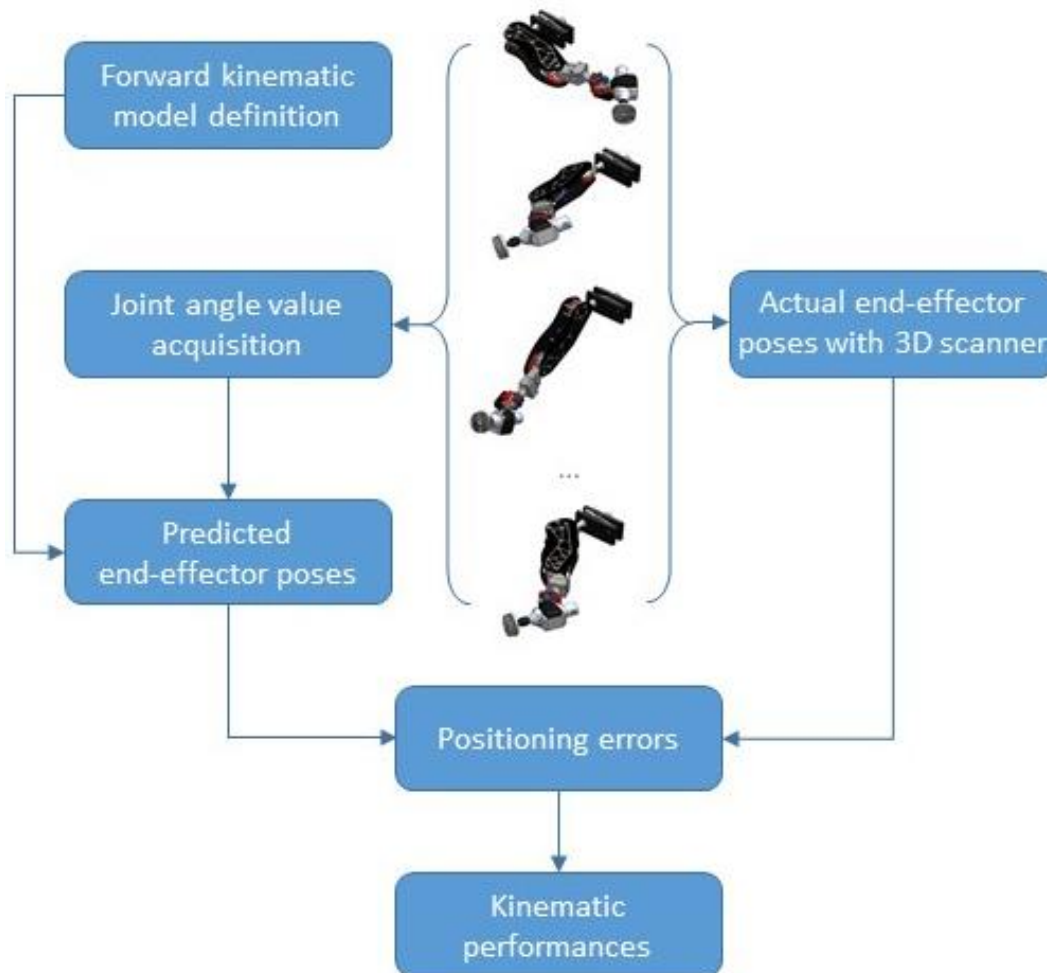 Forward kinematic
model definition
Joint angle value
acquisition
Actual end-effector
poses with 3D scanner
...
Predicted
end-effector poses
Positioning errors
Kinematic
performances